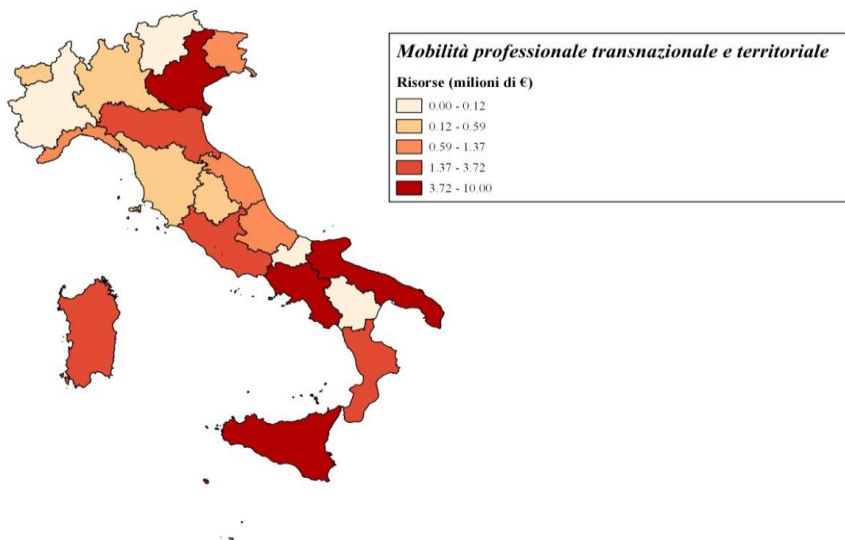 Mobilità professionale transnazionale e territoriale
Risorse (milioni di €)
0.00 - 0.12
0.12 - 0.59
0.59 - 1.37
1.37 - 3.72
3.72 - 10.00